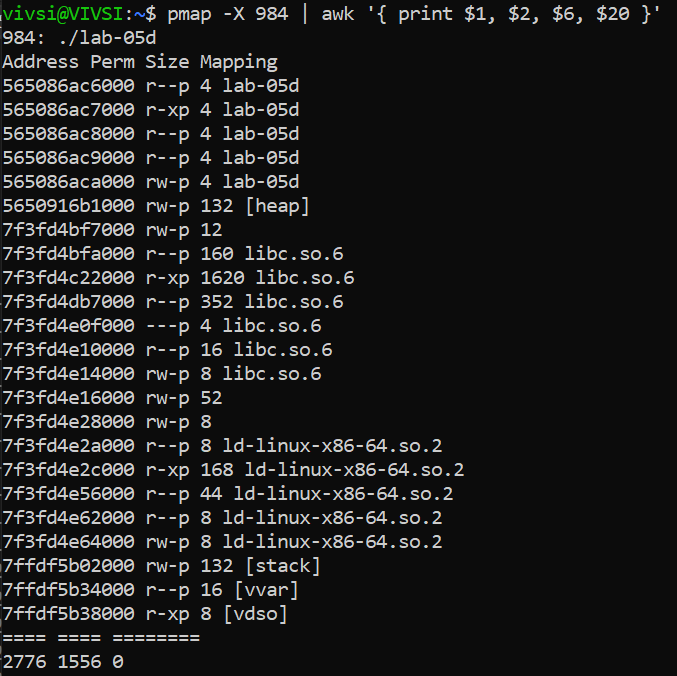 vivsi@VIVSI:~$ pmap -X 984 | awk '{ print $1, $2, $6, $20 }'
984: ./lab-05d
Address Perm Size Mapping
565086ac6000 r--p 4 lab-05d
565086ac7000 r-xp 4 lab-05d
565086ac8000 r--p 4 lab-05d
565086ac9000 r--p 4 lab-05d
565086aca000 rw-p 4 lab-05d
5650916b1000 rw-p 132 [heap]
7f3fd4bf7000 rw-p 12
7f3fd4bfa000 r--p 160 libc.so.6
7f3fd4c22000 r-xp 1620 libc.so.6
7f3fd4db7000 r--p 352 libc.so.6
7f3fd4e0f000 ---p 4 libc.so.6
7f3fd4e10000 r--p 16 libc.so.6
7f3fd4e14000 rw-p 8 libc.so.6
7f3fd4e16000 rw-p 52
7f3fd4e28000 rw-p 8
7f3fd4e2a000 r--p 8 ld-linux-x86-64.so.2
7f3fd4e2c000 r-xp 168 ld-linux-x86-64.so.2
7f3fd4e56000 r--p 44 ld-linux-x86-64.so.2
7f3fd4e62000 r--p 8 ld-linux-x86-64.so.2
7f3fd4e64000 rw-p 8 ld-linux-x86-64.so.2
7ffdf5b02000 rw-p 132 [stack]
7ffdf5b34000 r--p 16 [vvar]
7ffdf5b38000 r-xp 8 [vdso]
==== ==== ========
2776 1556 0